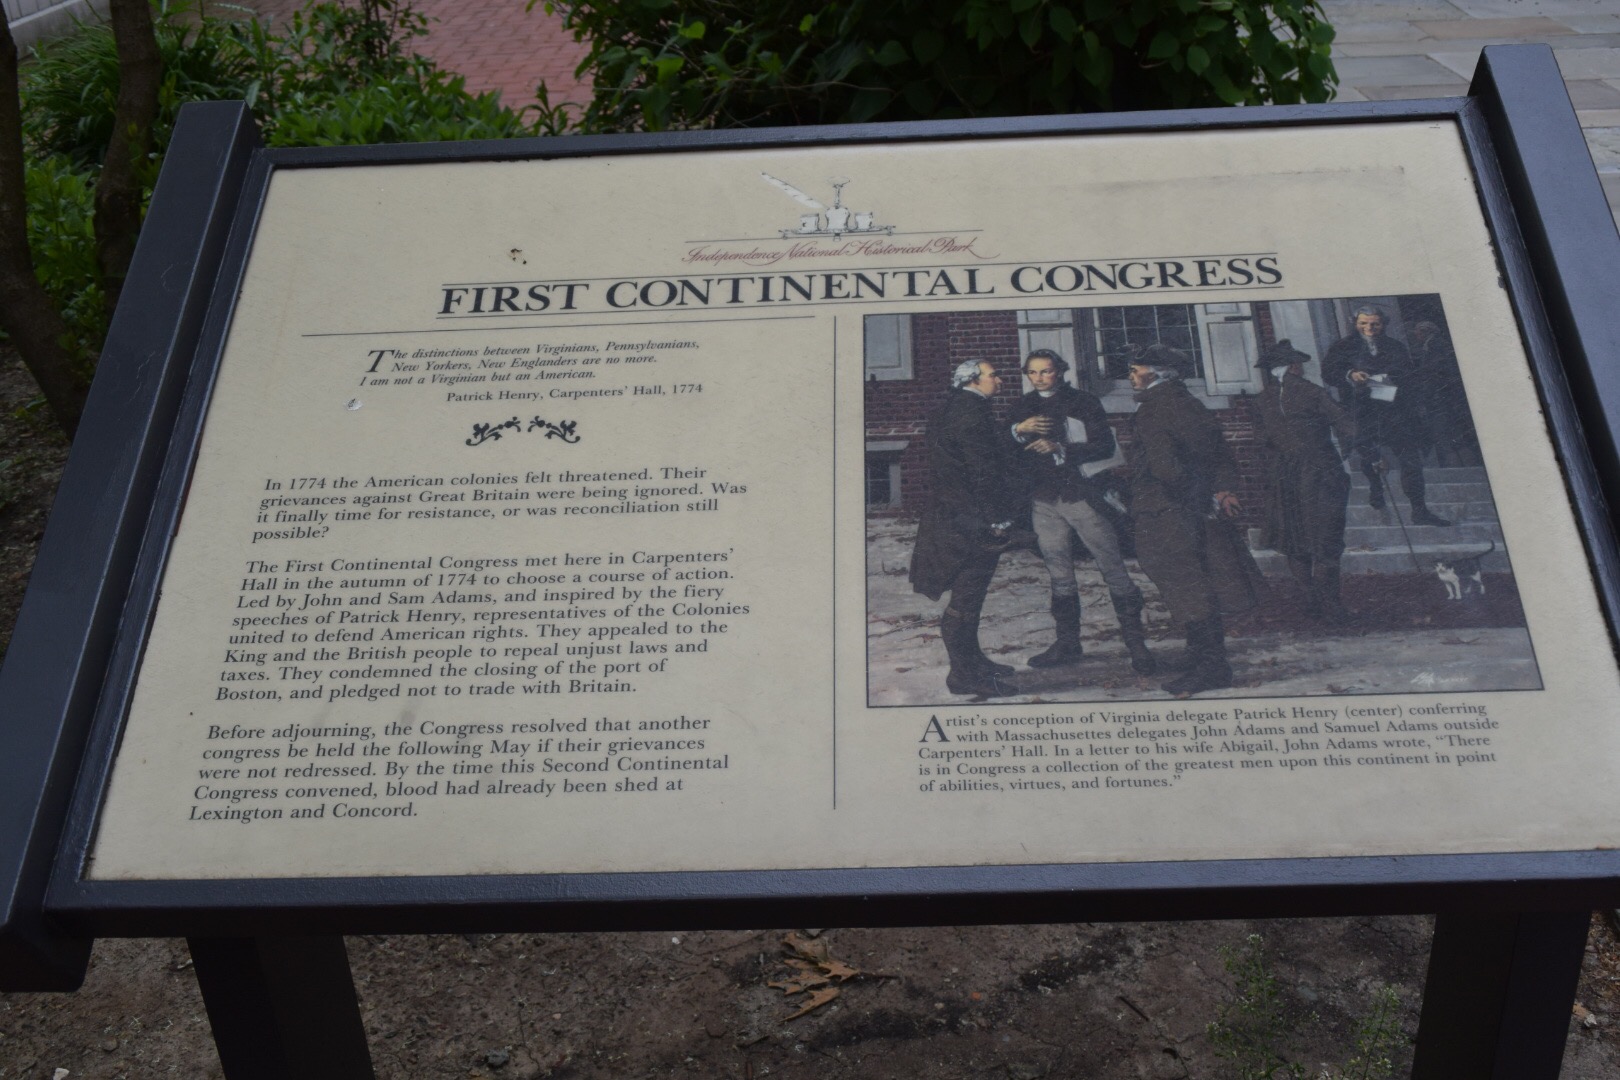 Independence National Historical Park
FIRST CONTINENTAL CONGRESS
The distinctions between Virginians, Pennsylvanians,
New Yorkers, New Englanders are no more.
I am not a Virginian but an American.
Patrick Henry, Carpenters' Hall, 1774
In 1774 the American colonies felt threatened. Their
grievances against Great Britain were being ignored. Was
it finally time for resistance, or was reconciliation still
possible?
The First Continental Congress met here in Carpenters'
Hall in the autumn of 1774 to choose a course of action.
Led by John and Sam Adams, and inspired by the fiery
speeches of Patrick Henry, representatives of the Colonies
united to defend American rights. They appealed to the
King and the British people to repeal unjust laws and
taxes. They condemned the closing of the port of
Boston, and pledged not to trade with Britain.
Before adjourning, the Congress resolved that another
congress be held the following May if their grievances
were not redressed. By the time this Second Continental
Congress convened, blood had already been shed at
Lexington and Concord.
Artist's conception of Virginia delegate Patrick Henry (center) conferring
with Massachusettes delegates John Adams and Samuel Adams outside
Carpenters' Hall. In a letter to his wife Abigail, John Adams wrote, "There
is in Congress a collection of the greatest men upon this continent in point
of abilities, virtues, and fortunes."